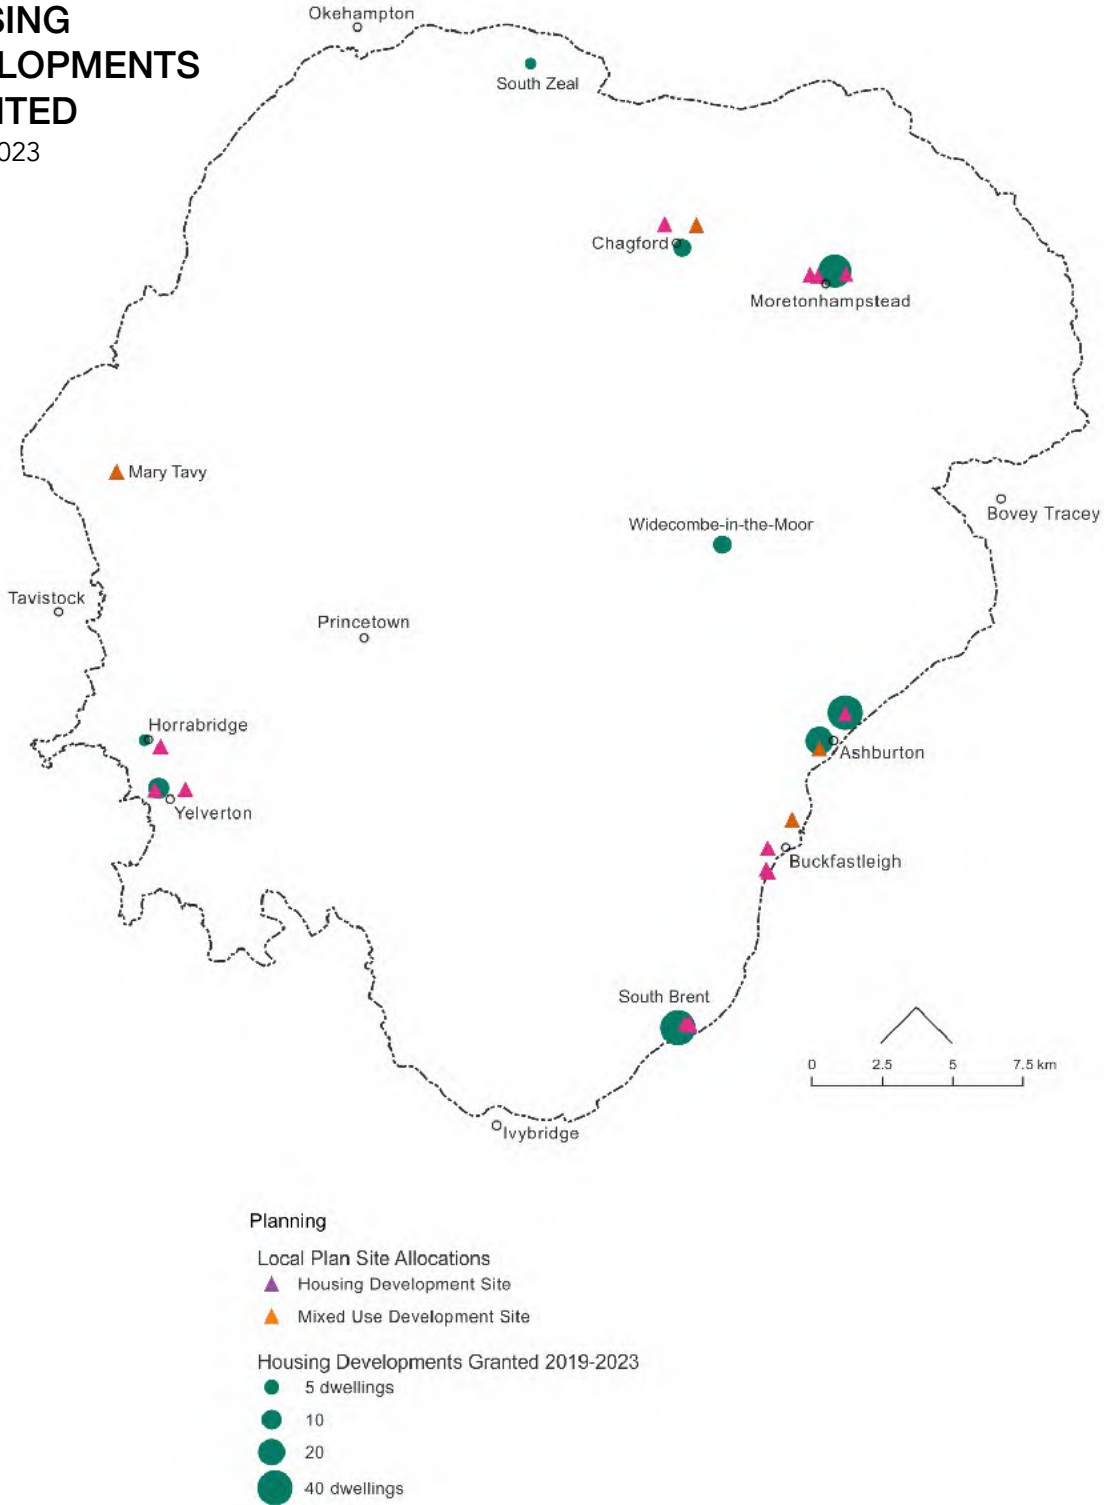 SING
LOPMENTS
ITED
023
Okehampton
South Zeal
Chagford
Moretonhampstead
Mary Tavy
Bovey Tracey
Widecombe-in-the-Moor
Tavistock
Princetown
Horrabridge
Ashburton
Yelverton
Buckfastleigh
South Brent
0 2.5 5 7.5 km
Ivybridge
Planning
Local Plan Site Allocations
Housing Development Site
Mixed Use Development Site
Housing Developments Granted 2019-2023
5 dwellings
10
20
40 dwellings